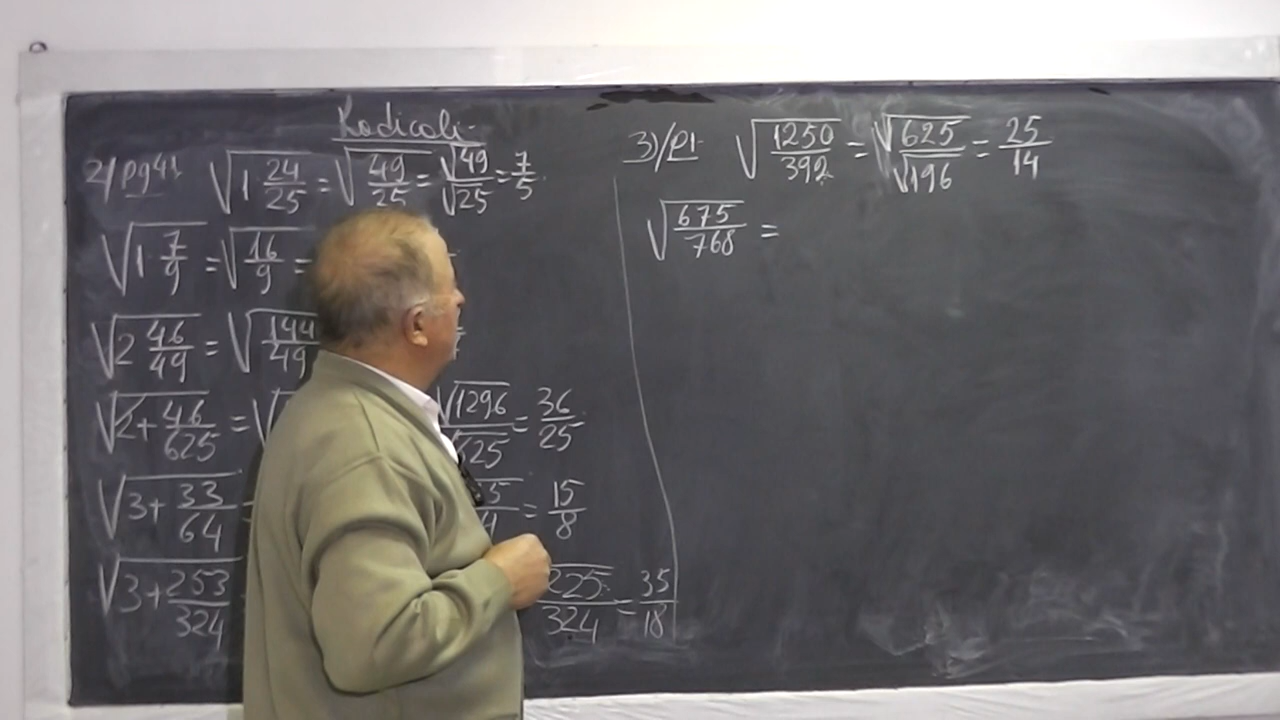 Radicali
2/pg41 √1 24/25 = √49/25 = √49/√25 = 7/5
√1 7/9 = √16/9 =
√2 46/49 = √144/49
√2+46/625 = √ √1296/√625 = 36/25
√3+33/64 = 15/8
√3+253/324 225/324 = 35/18
3)/p1 √1250/392 = √625/√196 = 25/14
√675/768 =